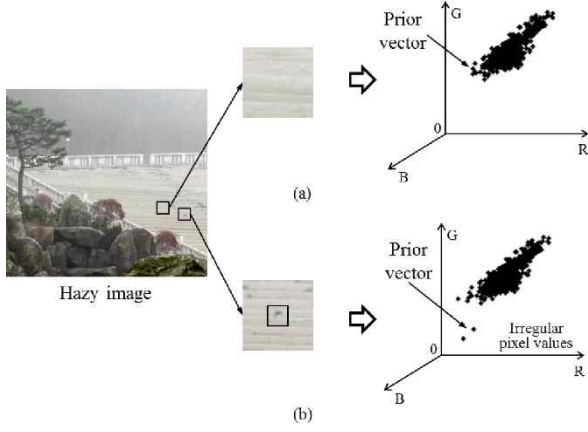 G
Prior
vector
0
R
B
(a)
Hazy image
G
Prior
vector
Irregular
pixel values
0
R
B
(b)